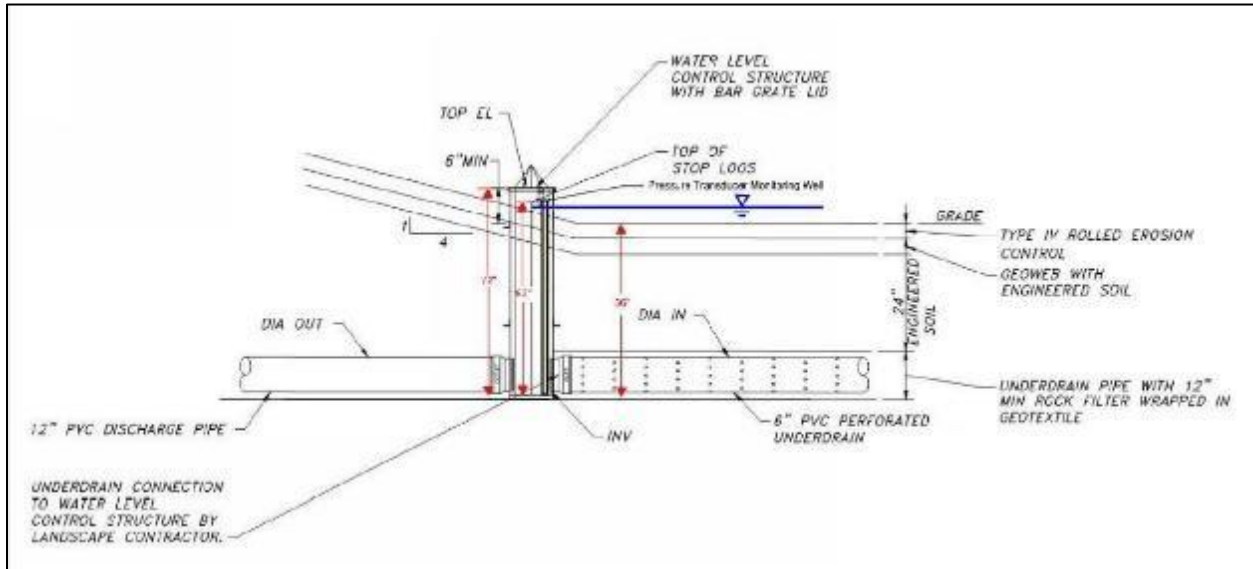 WATER LEVEL
CONTROL STRUCTURE
WITH BAR GRATE LID
TOP EL
6"MIN
TOP OF
STOP LOGS
Pressure Transducer Monitoring Well
GRADE
TYPE IV ROLLED EROSION
CONTROL
GEOWEB WITH
ENGINEERED SOIL
1
4
24"
ENGINEERED
SOIL
DIA OUT
DIA IN
12" PVC DISCHARGE PIPE
INV
6" PVC PERFORATED
UNDERDRAIN
UNDERDRAIN PIPE WITH 12"
MIN ROCK FILTER WRAPPED IN
GEOTEXTILE
UNDERDRAIN CONNECTION
TO WATER LEVEL
CONTROL STRUCTURE BY
LANDSCAPE CONTRACTOR.